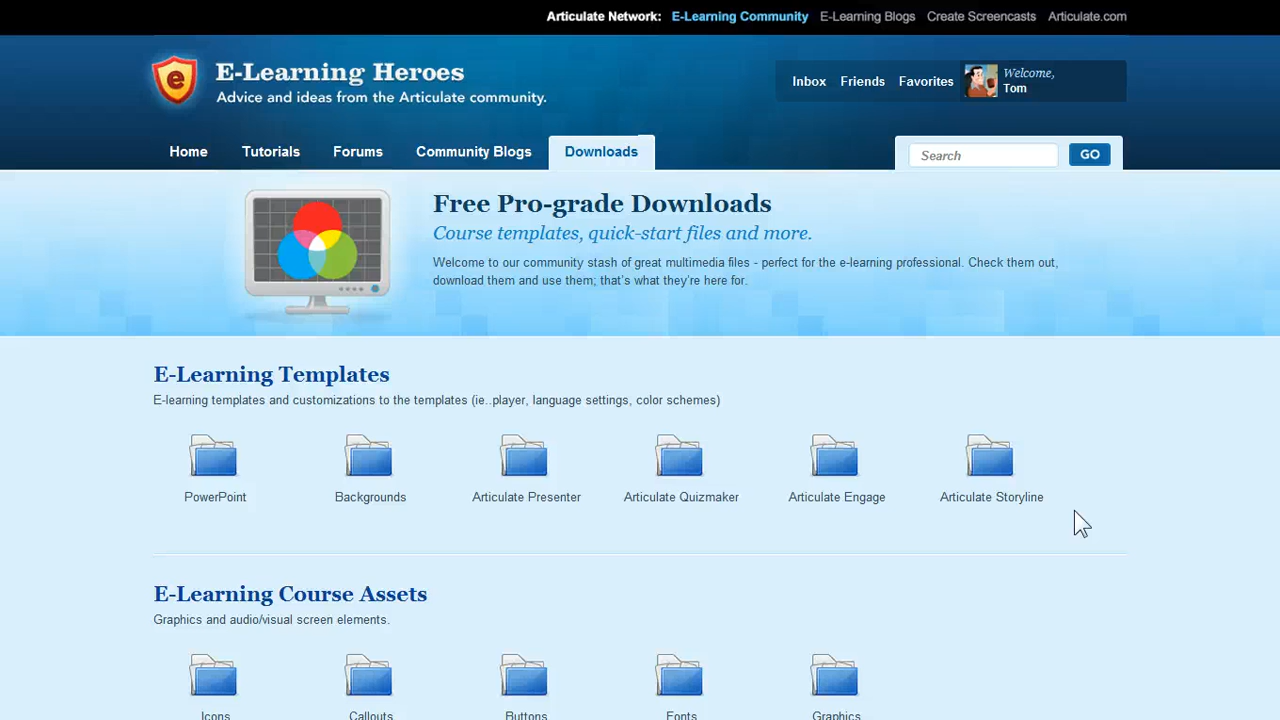 Articulate Network: E-Learning Community E-Learning Blogs Create Screencasts Articulate.com
e
E-Learning Heroes
Advice and ideas from the Articulate community.
Inbox Friends Favorites
Welcome,
Tom
Home Tutorials Forums Community Blogs Downloads
Search GO
Free Pro-grade Downloads
Course templates, quick-start files and more.
Welcome to our community stash of great multimedia files - perfect for the e-learning professional. Check them out,
download them and use them; that's what they're here for.
E-Learning Templates
E-learning templates and customizations to the templates (ie..player, language settings, color schemes)
PowerPoint Backgrounds Articulate Presenter Articulate Quizmaker Articulate Engage Articulate Storyline
E-Learning Course Assets
Graphics and audio/visual screen elements.
Icons Callouts Buttons Fonts Graphics